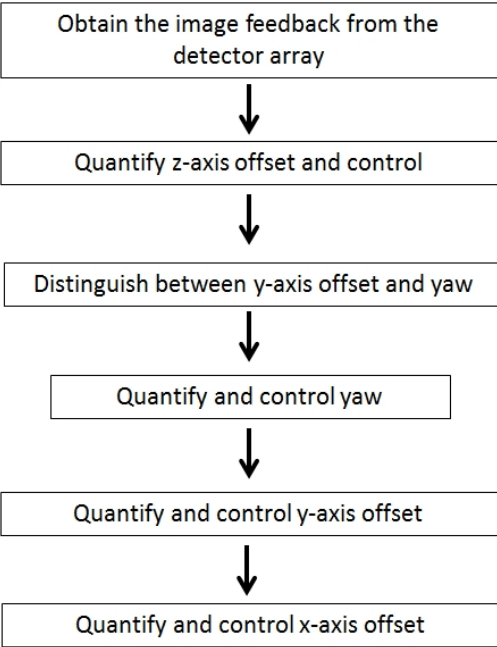 Obtain the image feedback from the
detector array
Quantify z-axis offset and control
Distinguish between y-axis offset and yaw
Quantify and control yaw
Quantify and control y-axis offset
Quantify and control x-axis offset